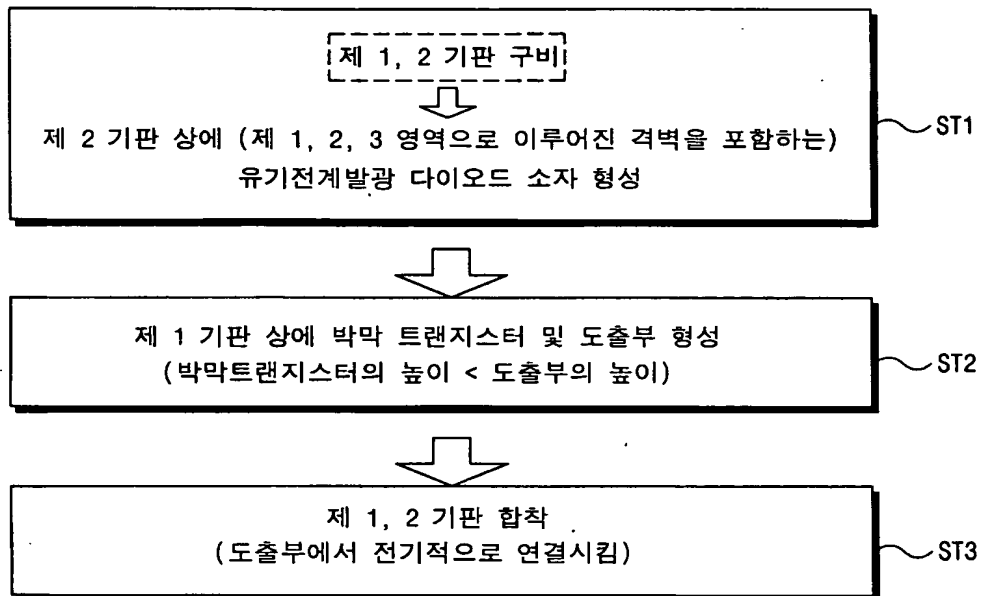 제 1, 2 기판 구비
제 2 기판 상에 (제 1, 2, 3 영역으로 이루어진 격벽을 포함하는)
유기전계발광 다이오드 소자 형성
ST1
제 1 기판 상에 박막 트랜지스터 및 도출부 형성
(박막트랜지스터의 높이 < 도출부의 높이)
ST2
제 1, 2 기판 합착
(도출부에서 전기적으로 연결시킴)
ST3